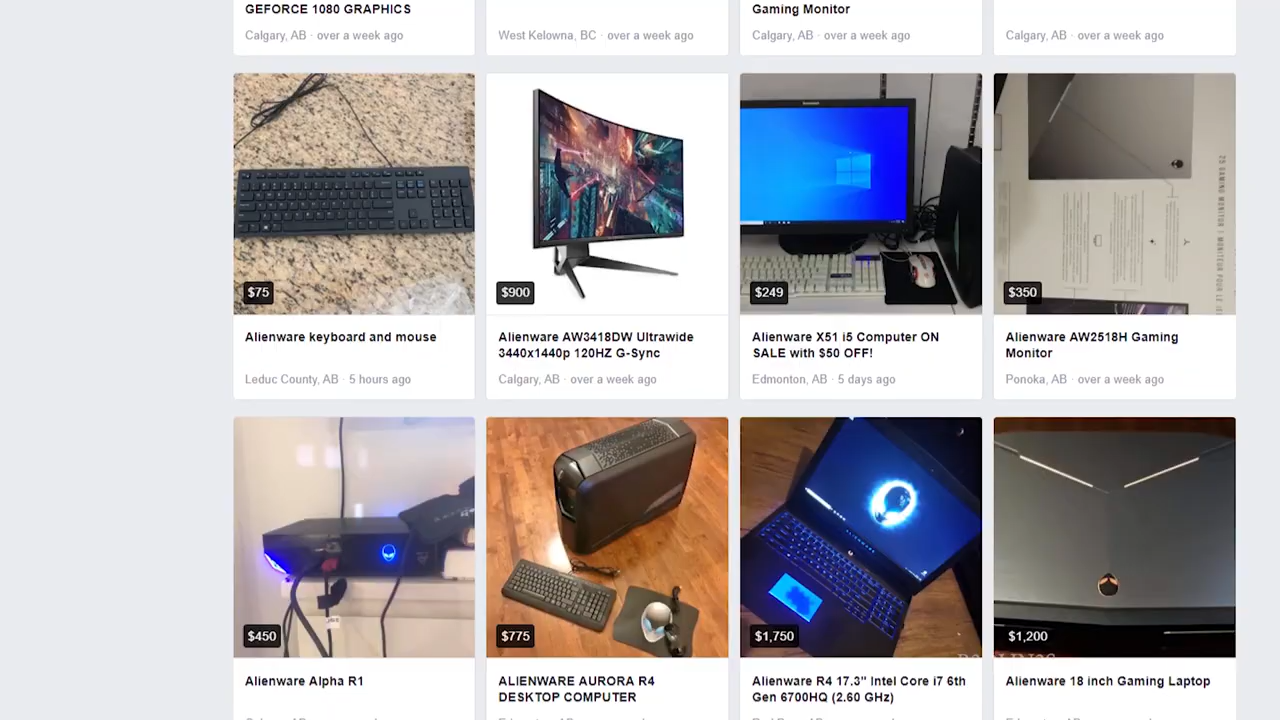 GEFORCE 1080 GRAPHICS
Calgary, AB · over a week ago
West Kelowna, BC · over a week ago
Gaming Monitor
Calgary, AB · over a week ago
Calgary, AB · over a week ago
$75
Alienware keyboard and mouse
Leduc County, AB · 5 hours ago
$900
Alienware AW3418DW Ultrawide
3440x1440p 120HZ G-Sync
Calgary, AB · over a week ago
$249
Alienware X51 i5 Computer ON
SALE with $50 OFF!
Edmonton, AB · 5 days ago
$350
Alienware AW2518H Gaming
Monitor
Ponoka, AB · over a week ago
$450
Alienware Alpha R1
$775
ALIENWARE AURORA R4
DESKTOP COMPUTER
$1,750
Alienware R4 17.3" Intel Core i7 6th
Gen 6700HQ (2.60 GHz)
$1,200
Alienware 18 inch Gaming Laptop